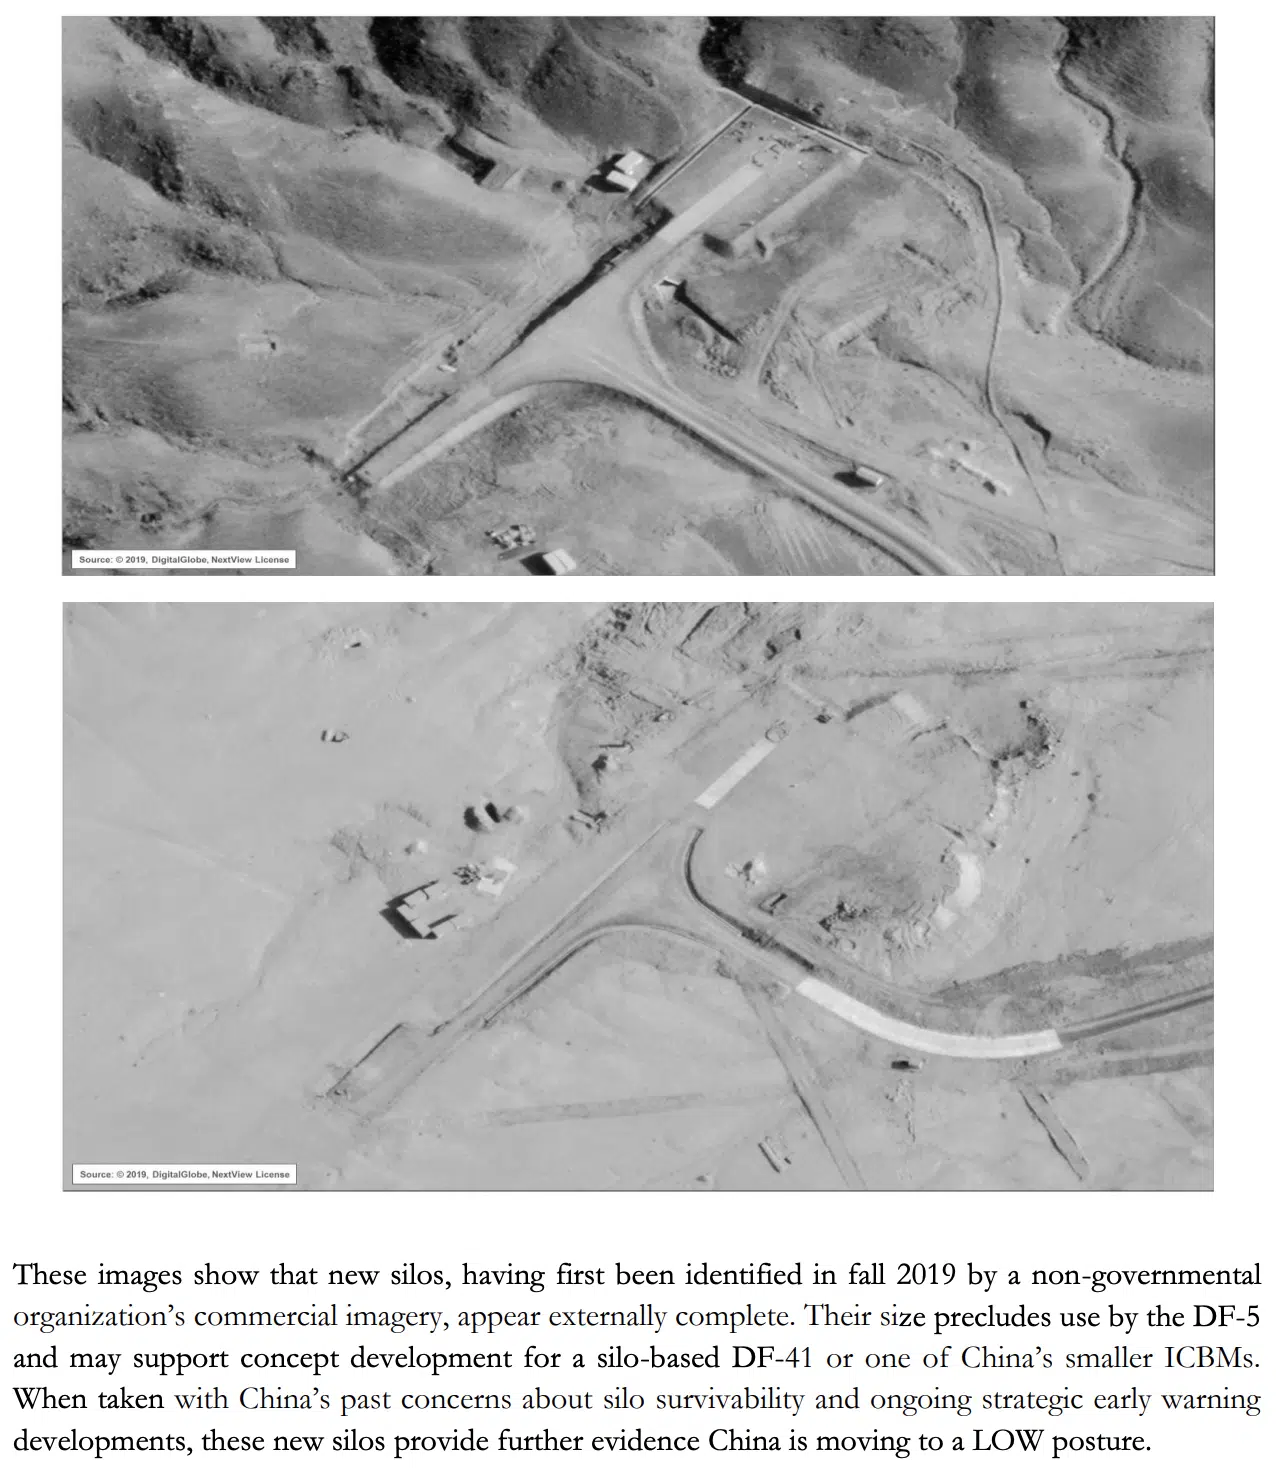 Source: © 2019, DigitalGlobe, NextView License
Source: © 2019, DigitalGlobe, NextView License
These images show that new silos, having first been identified in fall 2019 by a non-governmental
organization’s commercial imagery, appear externally complete. Their size precludes use by the DF-5
and may support concept development for a silo-based DF-41 or one of China’s smaller ICBMs.
When taken with China’s past concerns about silo survivability and ongoing strategic early warning
developments, these new silos provide further evidence China is moving to a LOW posture.